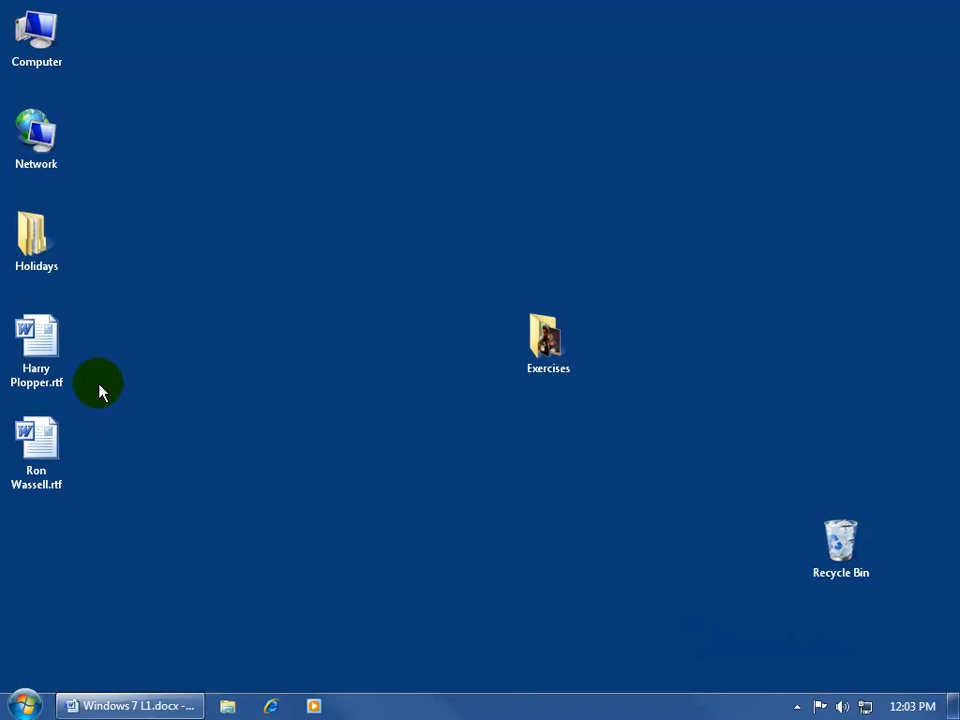 Computer
Network
Holidays
Harry
Plopper.rtf
Exercises
Ron
Wassell.rtf
Recycle Bin
Windows 7 L1.docx -...
12:03 PM